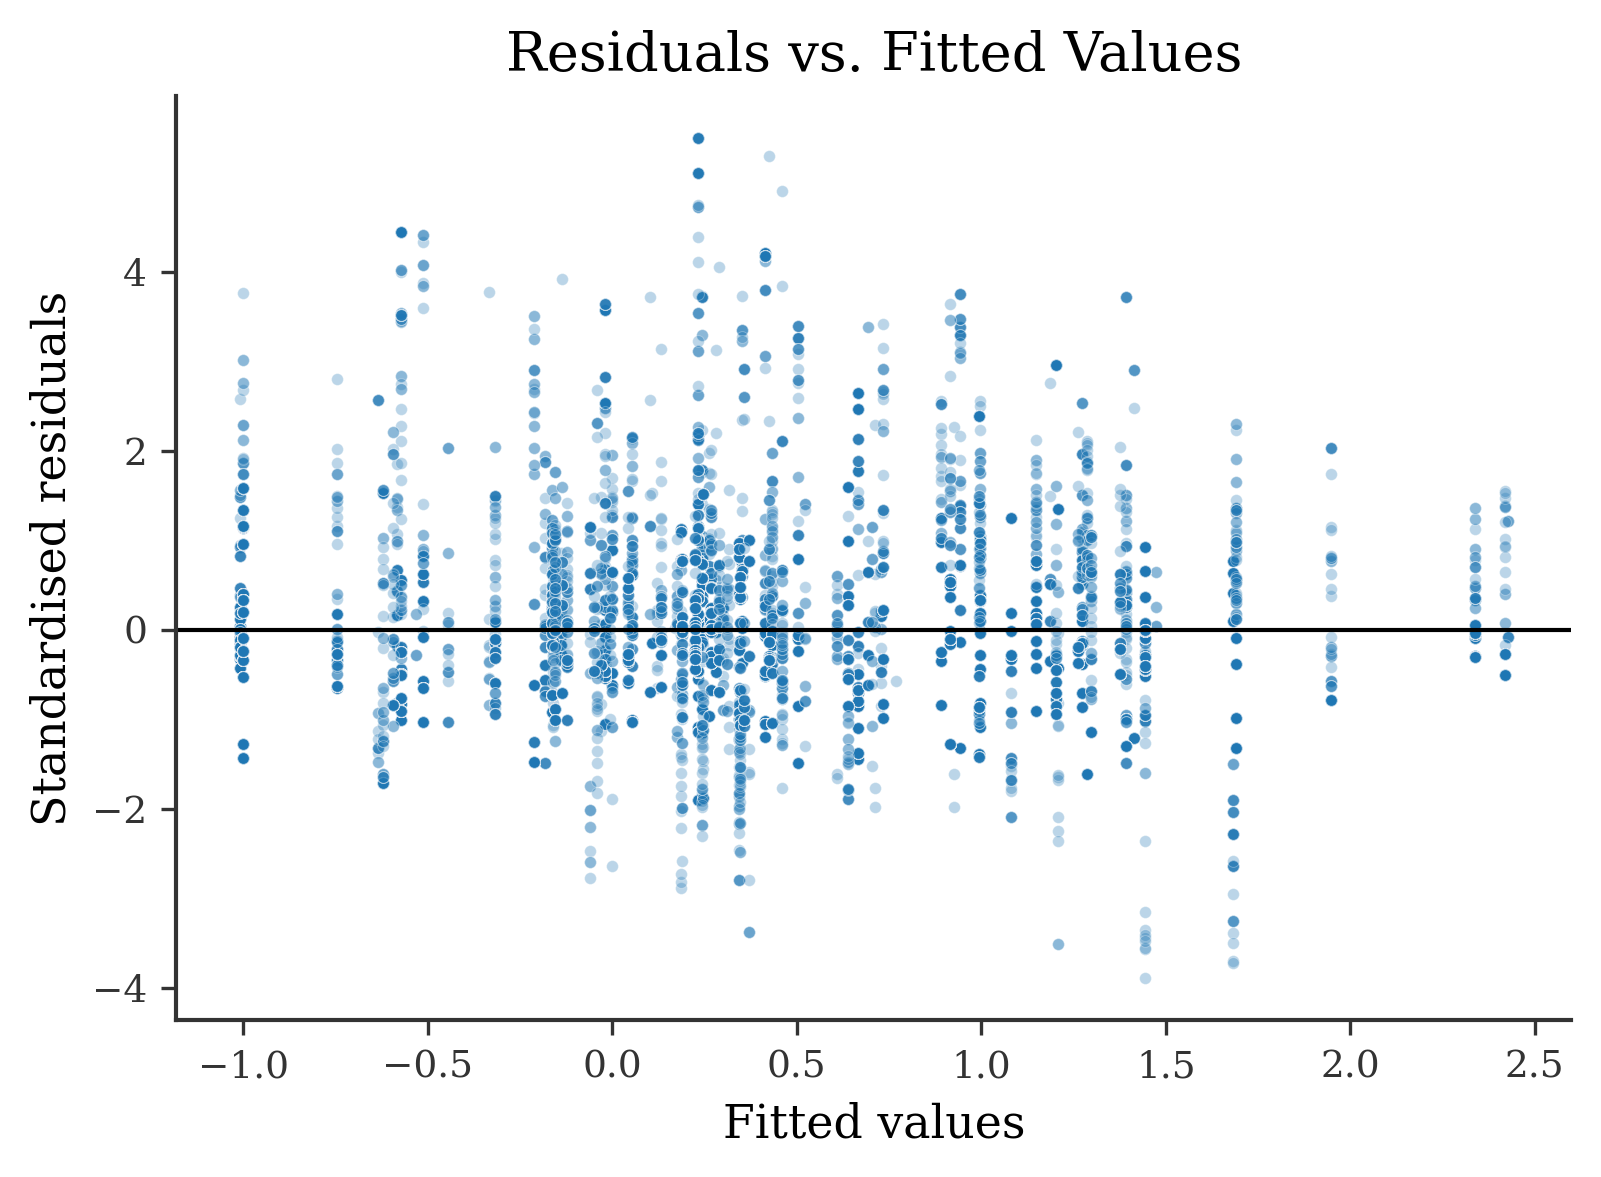 Residuals vs. Fitted Values
Standardised residuals
4
2
0
−2
−4
−1.0 −0.5 0.0 0.5 1.0 1.5 2.0 2.5
Fitted values